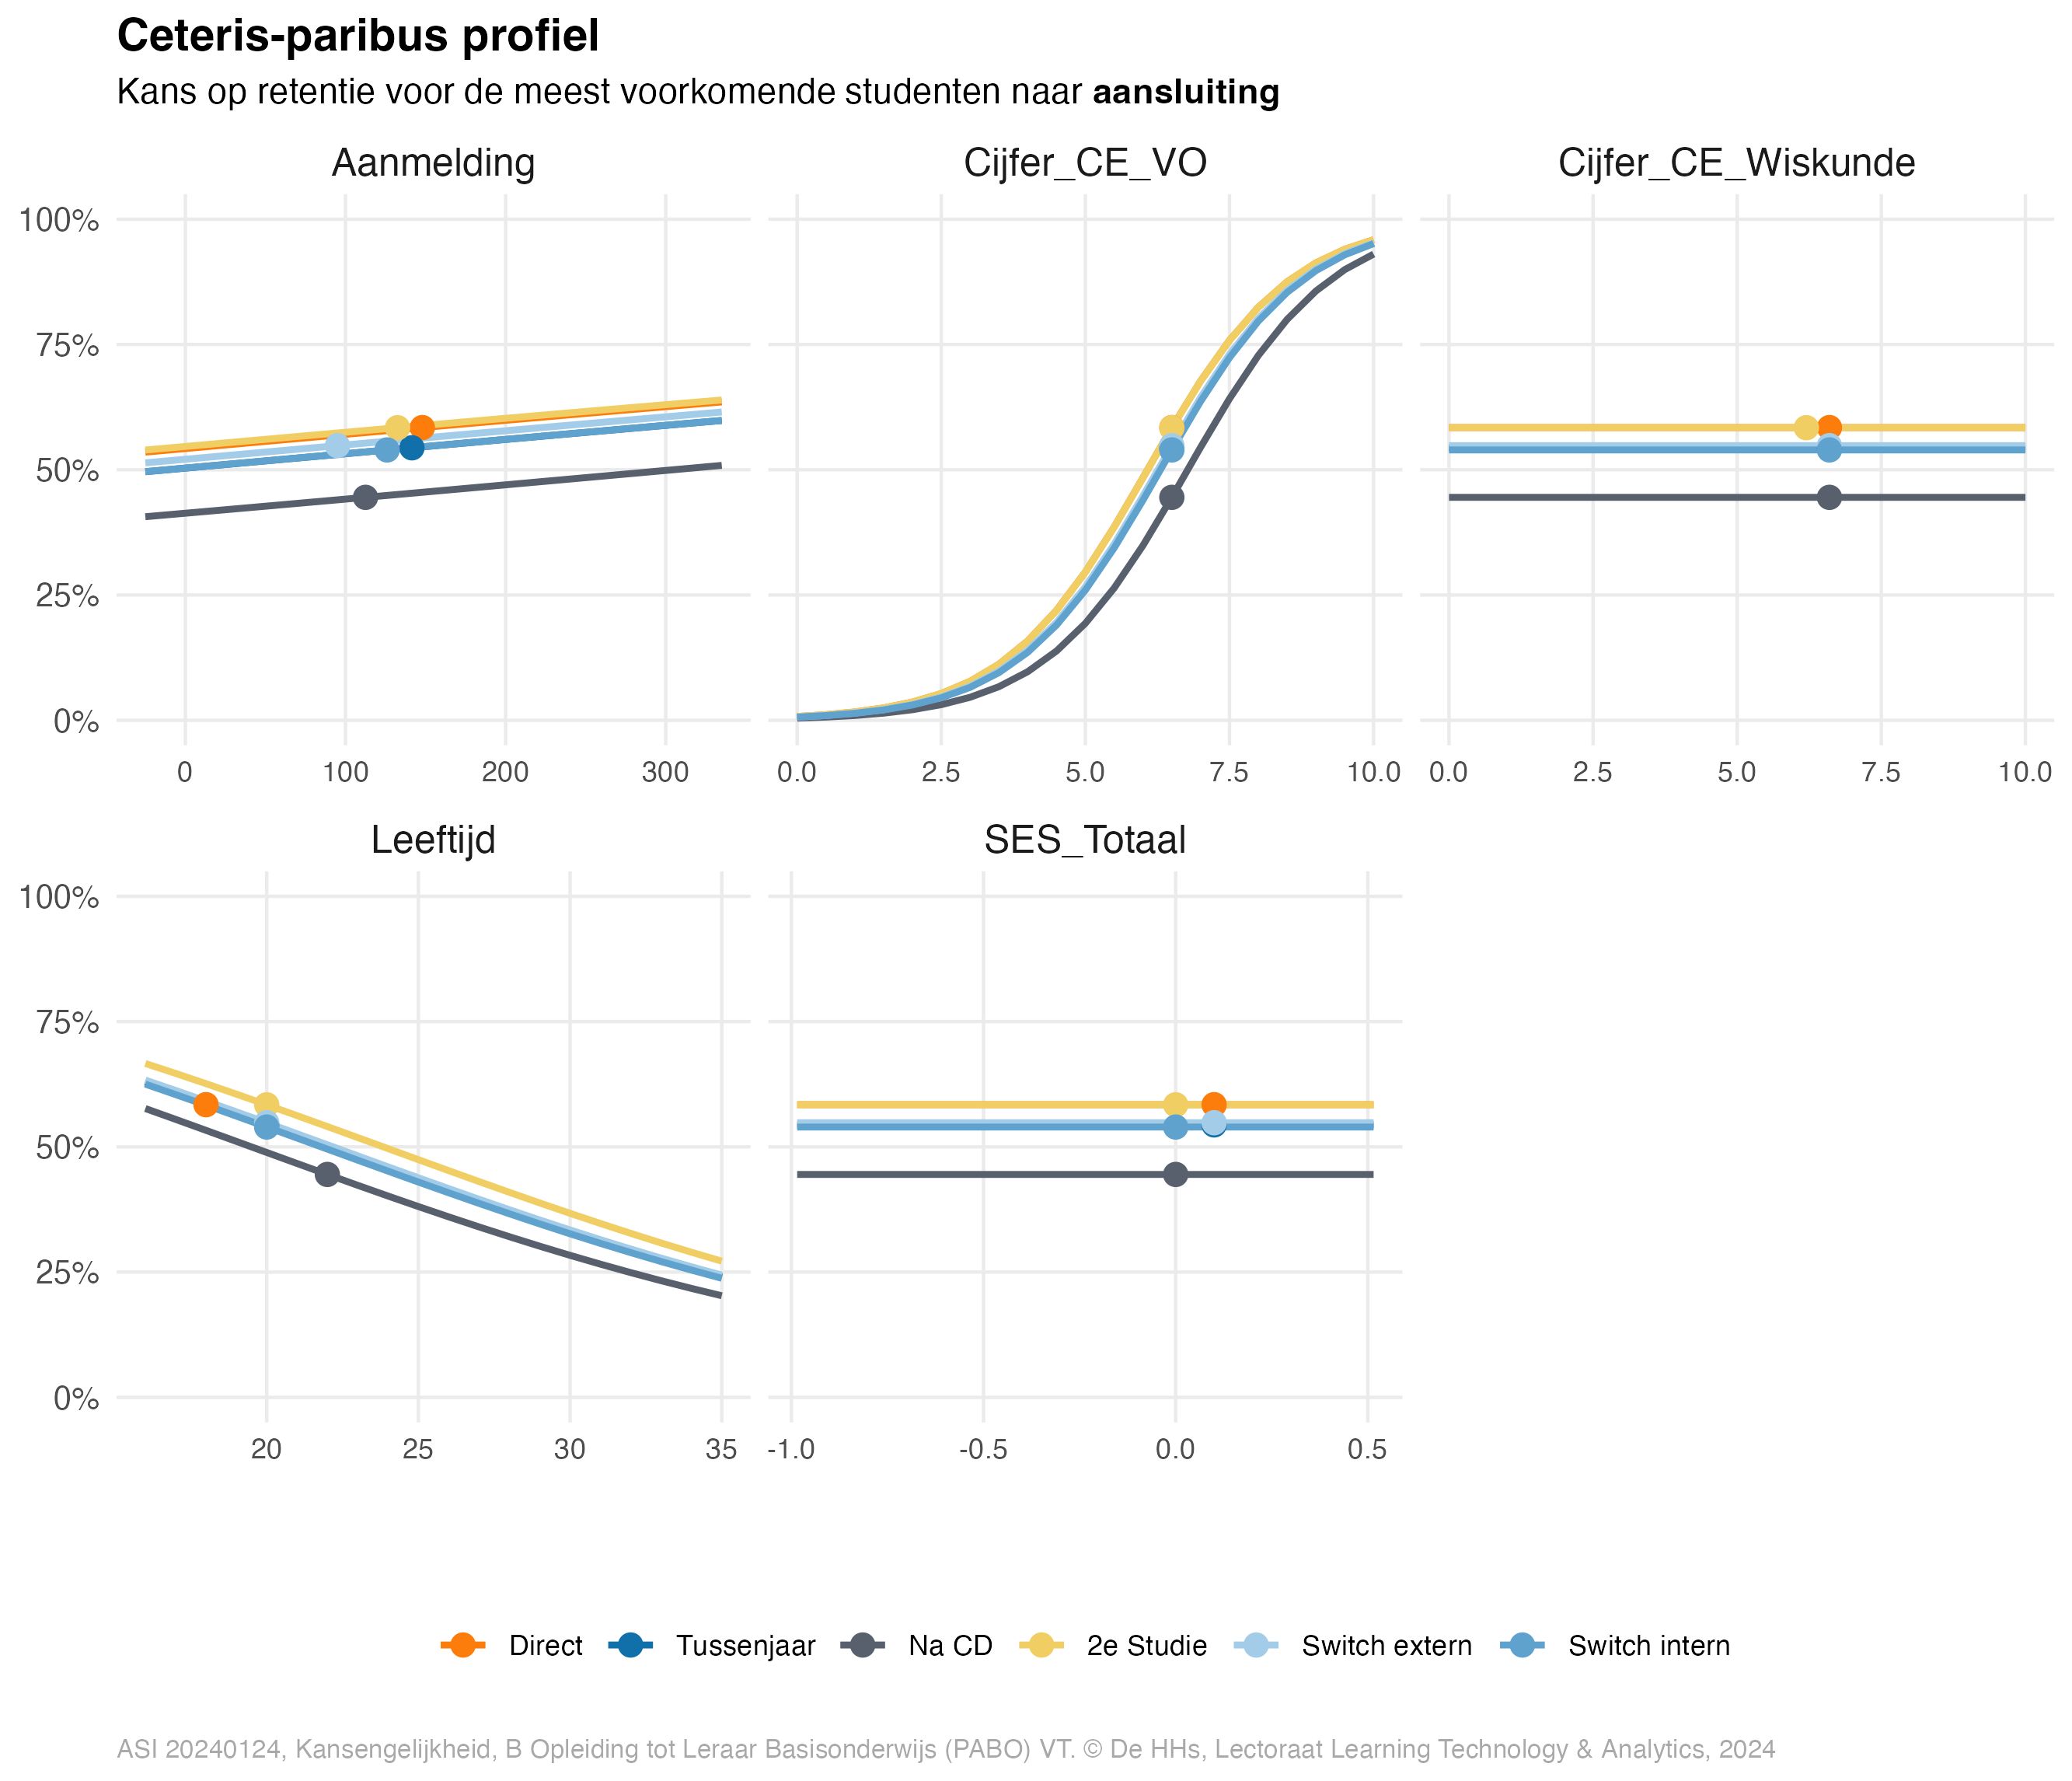 Ceteris-paribus profiel
Kans op retentie voor de meest voorkomende studenten naar aansluiting
Aanmelding
Cijfer_CE_VO
Cijfer_CE_Wiskunde
100%
75%
50%
25%
0%
0 100 200 300
0.0 2.5 5.0 7.5 10.0
0.0 2.5 5.0 7.5 10.0
Leeftijd
SES_Totaal
100%
75%
50%
25%
0%
20 25 30 35
-1.0 -0.5 0.0 0.5
Direct Tussenjaar Na CD 2e Studie Switch extern Switch intern
ASI 20240124, Kansengelijkheid, B Opleiding tot Leraar Basisonderwijs (PABO) VT. © De HHs, Lectoraat Learning Technology & Analytics, 2024